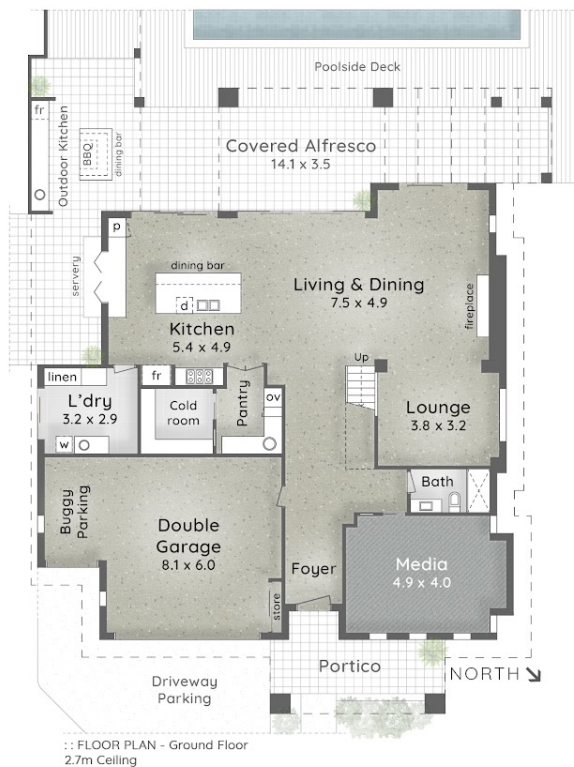 Poolside Deck
fr
Outdoor Kitchen
BBQ
dining bar
Covered Alfresco
14.1 x 3.5
p
servery
dining bar
d
Kitchen
5.4 x 4.9
Living & Dining
7.5 x 4.9
fireplace
Up
linen
L'dry
3.2 x 2.9
w
fr
Cold
room
Pantry
ov
Lounge
3.8 x 3.2
Bath
Buggy
Parking
Double
Garage
8.1 x 6.0
store
Foyer
Media
4.9 x 4.0
Portico
NORTH
Driveway
Parking
:: FLOOR PLAN - Ground Floor
2.7m Ceiling